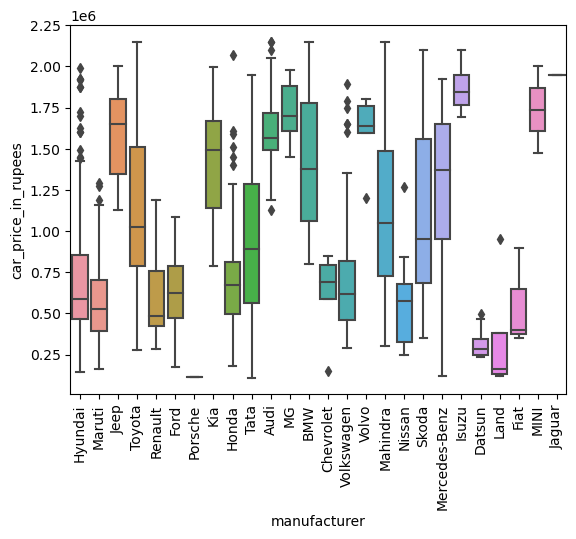 1e6
2.25
2.00
1.75
1.50
1.25
1.00
0.75
0.50
0.25
car_price_in_rupees
Hyundai
Maruti
Jeep
Toyota
Renault
Ford
Porsche
Kia
Honda
Tata
Audi
MG
BMW
Chevrolet
Volkswagen
Volvo
Mahindra
Nissan
Skoda
Mercedes-Benz
Isuzu
Datsun
Land
Fiat
MINI
Jaguar
manufacturer